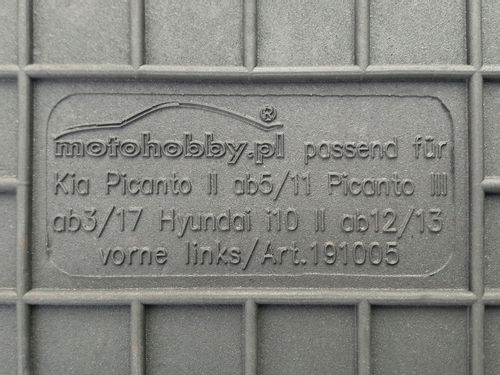 motohobby.pl® passend für
Kia Picanto II ab5/11 Picanto III
ab3/17 Hyundai i10 II ab12/13
vorne links/Art.191005